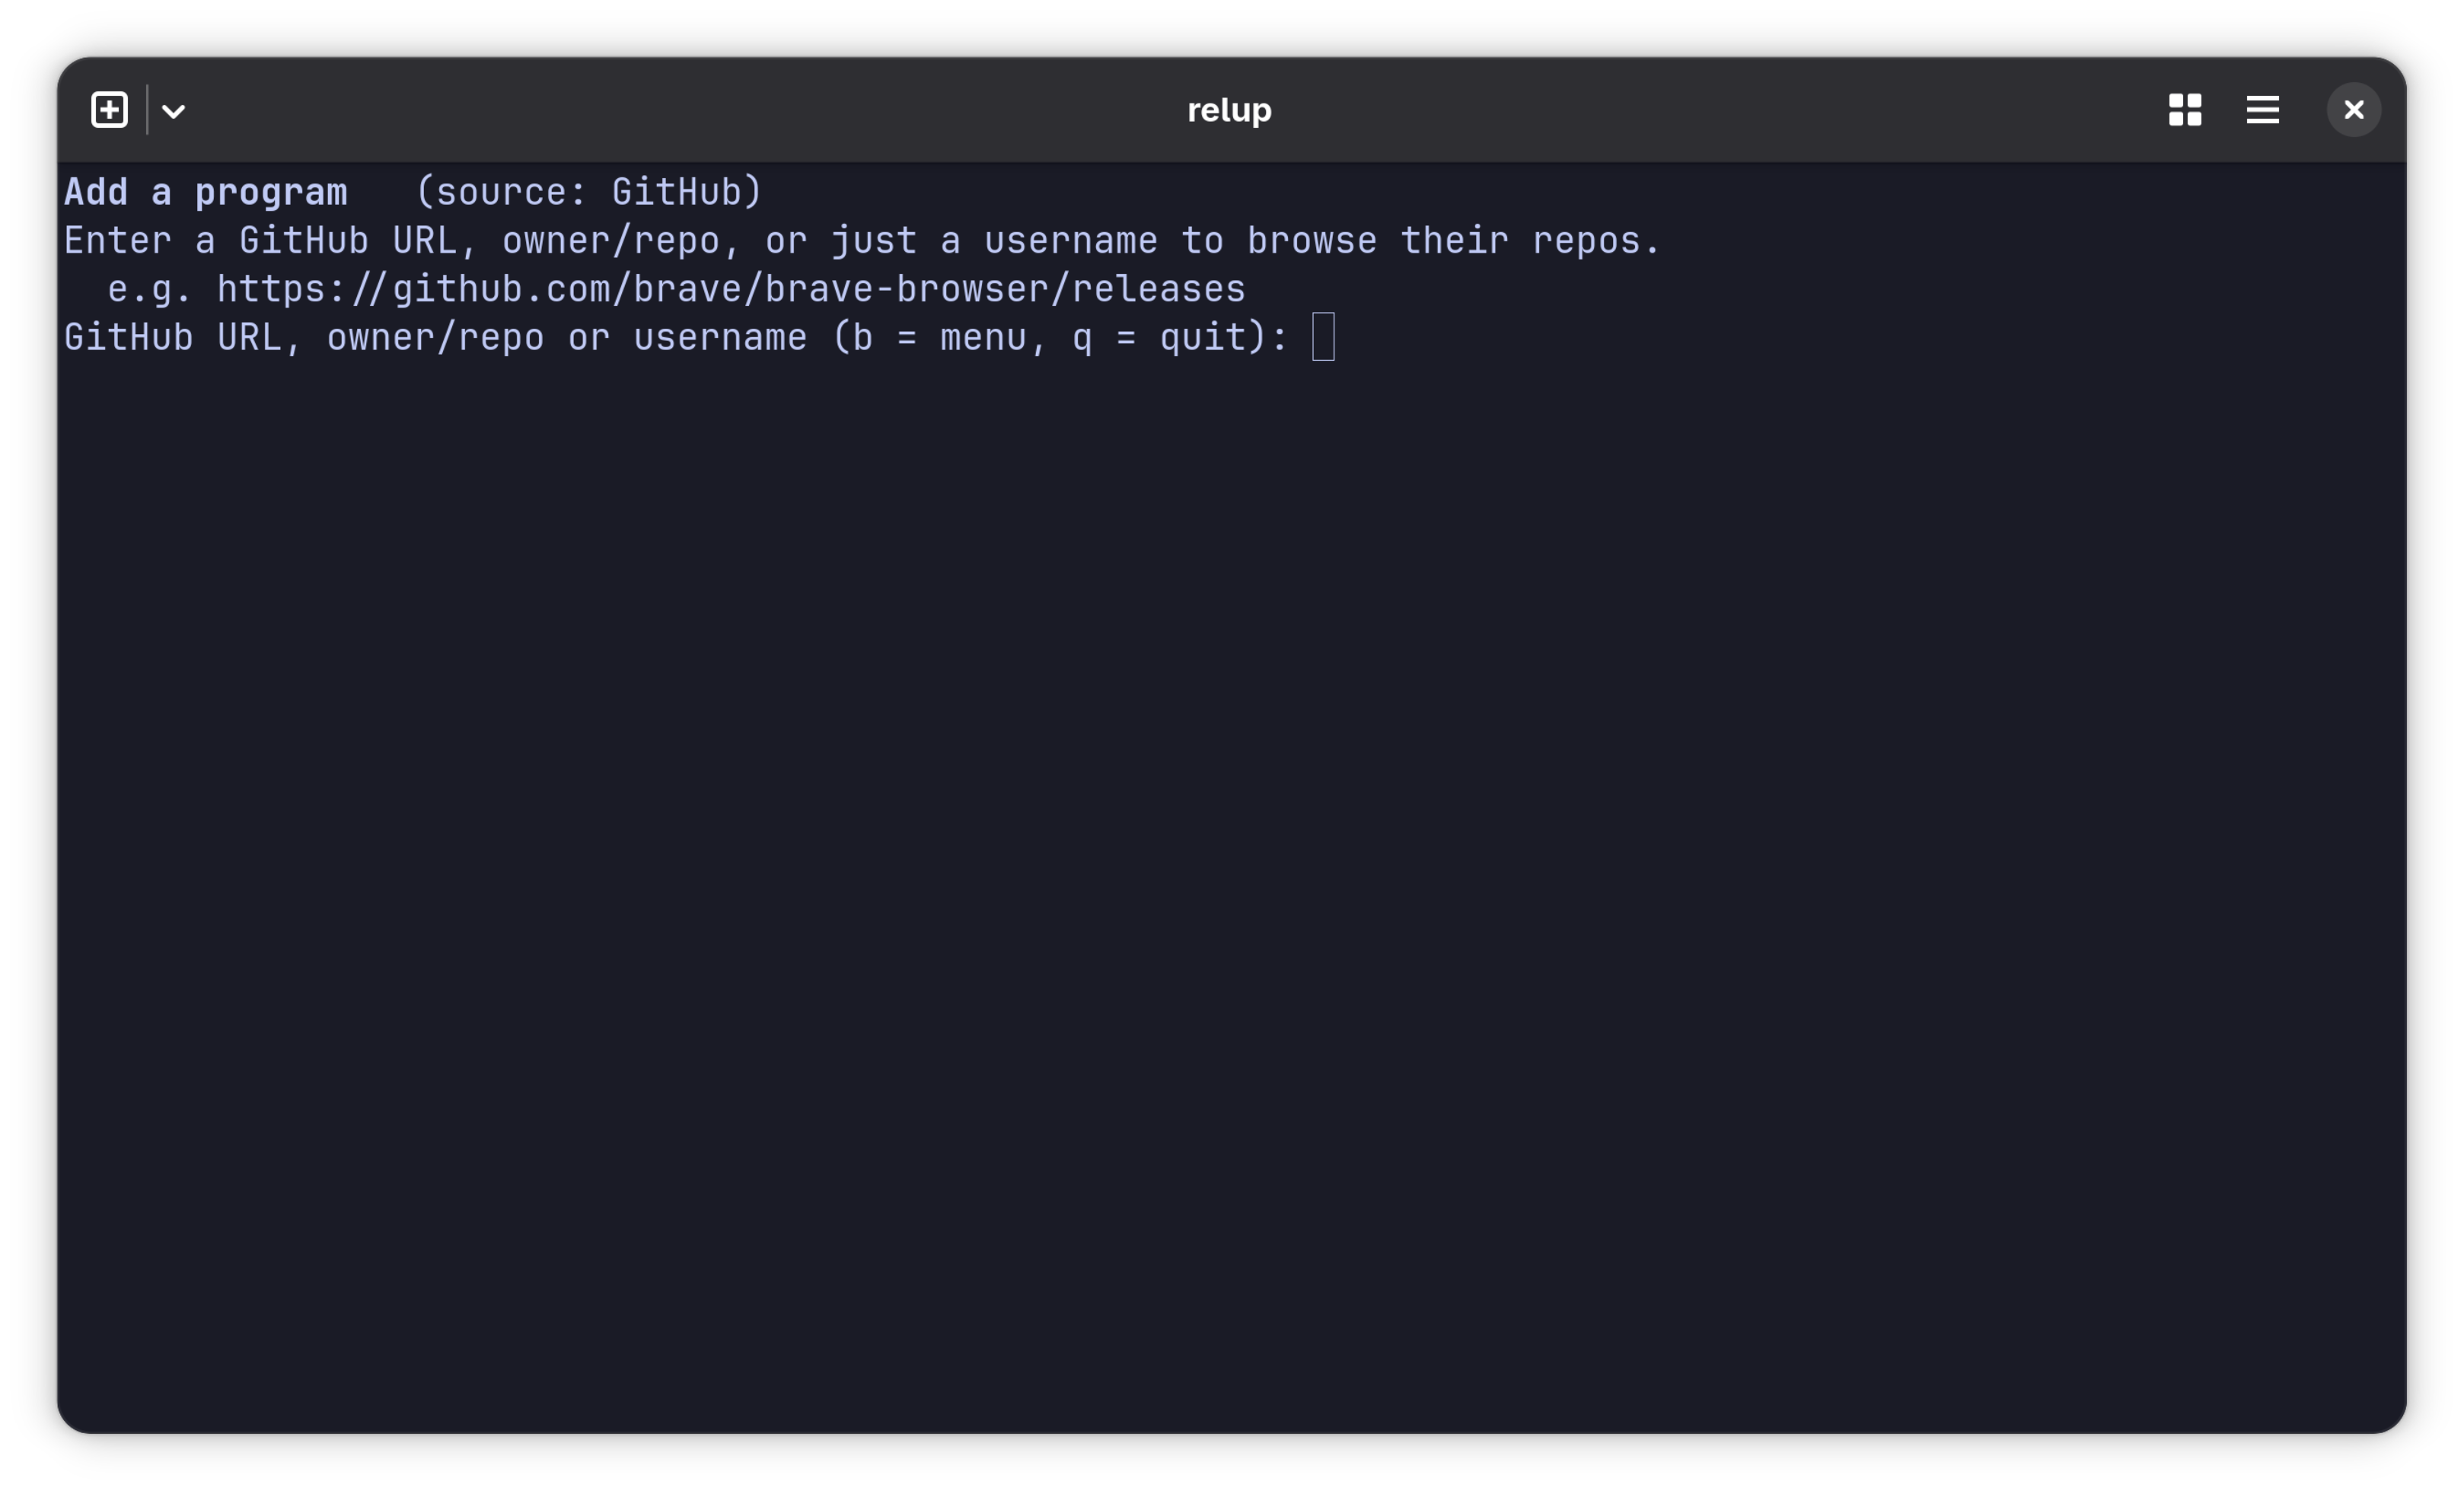 relup
Add a program   (source: GitHub)
Enter a GitHub URL, owner/repo, or just a username to browse their repos.
  e.g. https://github.com/brave/brave-browser/releases
GitHub URL, owner/repo or username (b = menu, q = quit):